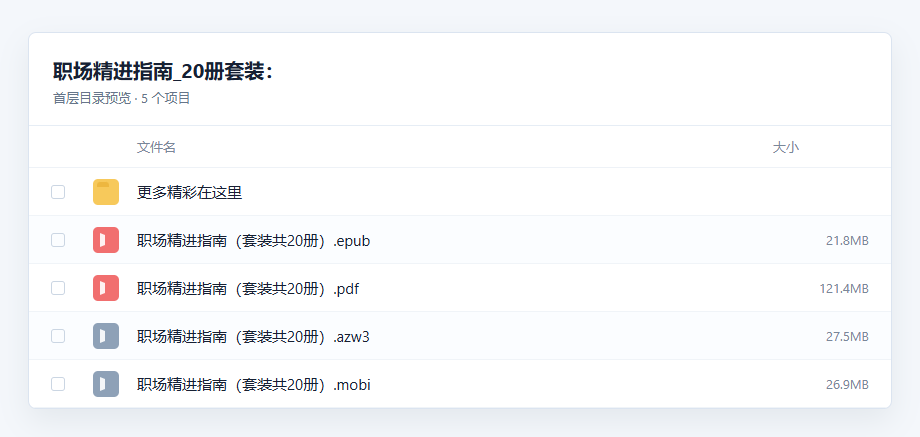 职场精进指南_20册套装：
首层目录预览 · 5 个项目
文件名 大小
更多精彩在这里
职场精进指南（套装共20册）.epub 21.8MB
职场精进指南（套装共20册）.pdf 121.4MB
职场精进指南（套装共20册）.azw3 27.5MB
职场精进指南（套装共20册）.mobi 26.9MB